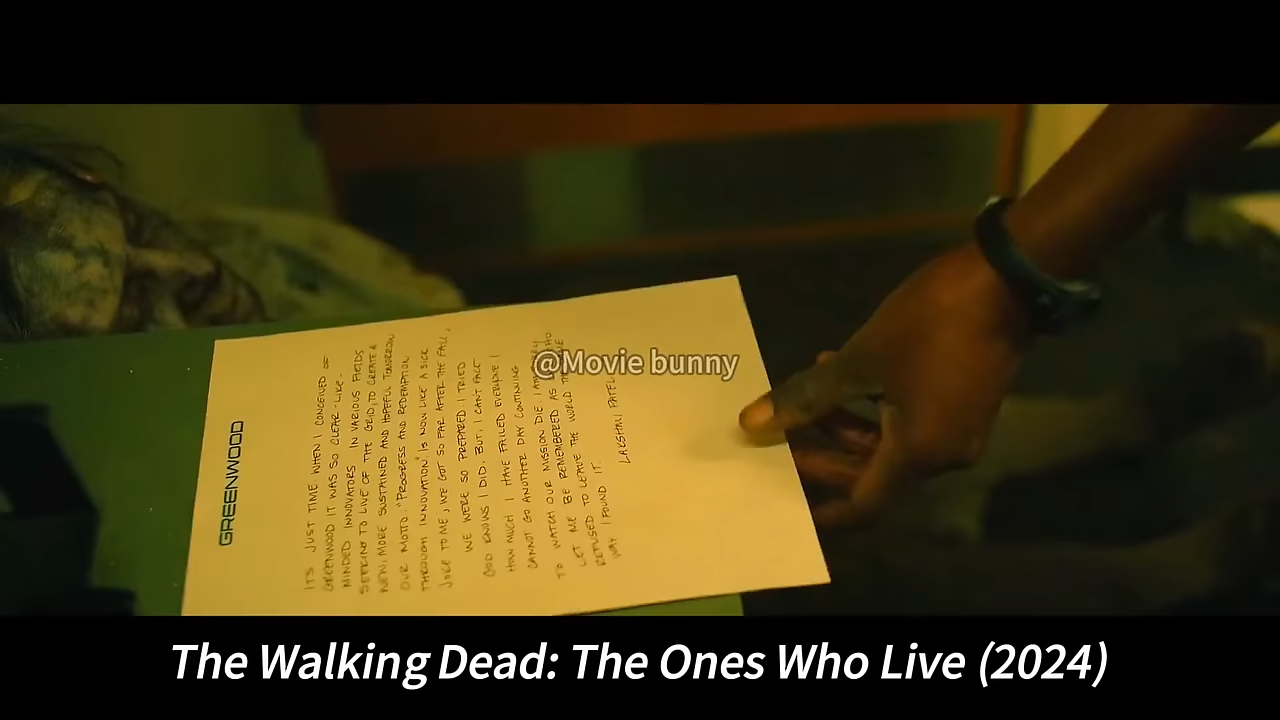 GREENWOOD
ITS JUST TIME WHEN I CONCEIVED OF
GREENWOOD IT WAS SO CLEAR. LIKE-
MINDED INNOVATORS IN VARIOUS FIELDS
SEEKING TO LIVE OF THE GRID, TO CREATE A
NEW, MORE SUSTAINED AND HOPEFUL TOMORROW
OUR MOTTO: "PROGRESS AND REDEMPTION
THROUGH INNOVATION" IS NOW LIKE A SICK
JOKE TO ME, WE GOT SO FAR AFTER THE FALL,
WE WERE SO PREPARED. I TRIED
GOD KNOWS I DID. BUT, I CAN'T FACE
HOW MUCH I HAVE FAILED EVERYONE. I
CANNOT GO ANOTHER DAY CONTINUING
TO WATCH OUR MISSION DIE. I AM
LET ME BE REMEMBERED AS WHO
REFUSED TO LEAVE THE WORLD THE
WAY I FOUND IT.
LAKSHMI PATEL
@Movie bunny
The Walking Dead: The Ones Who Live (2024)